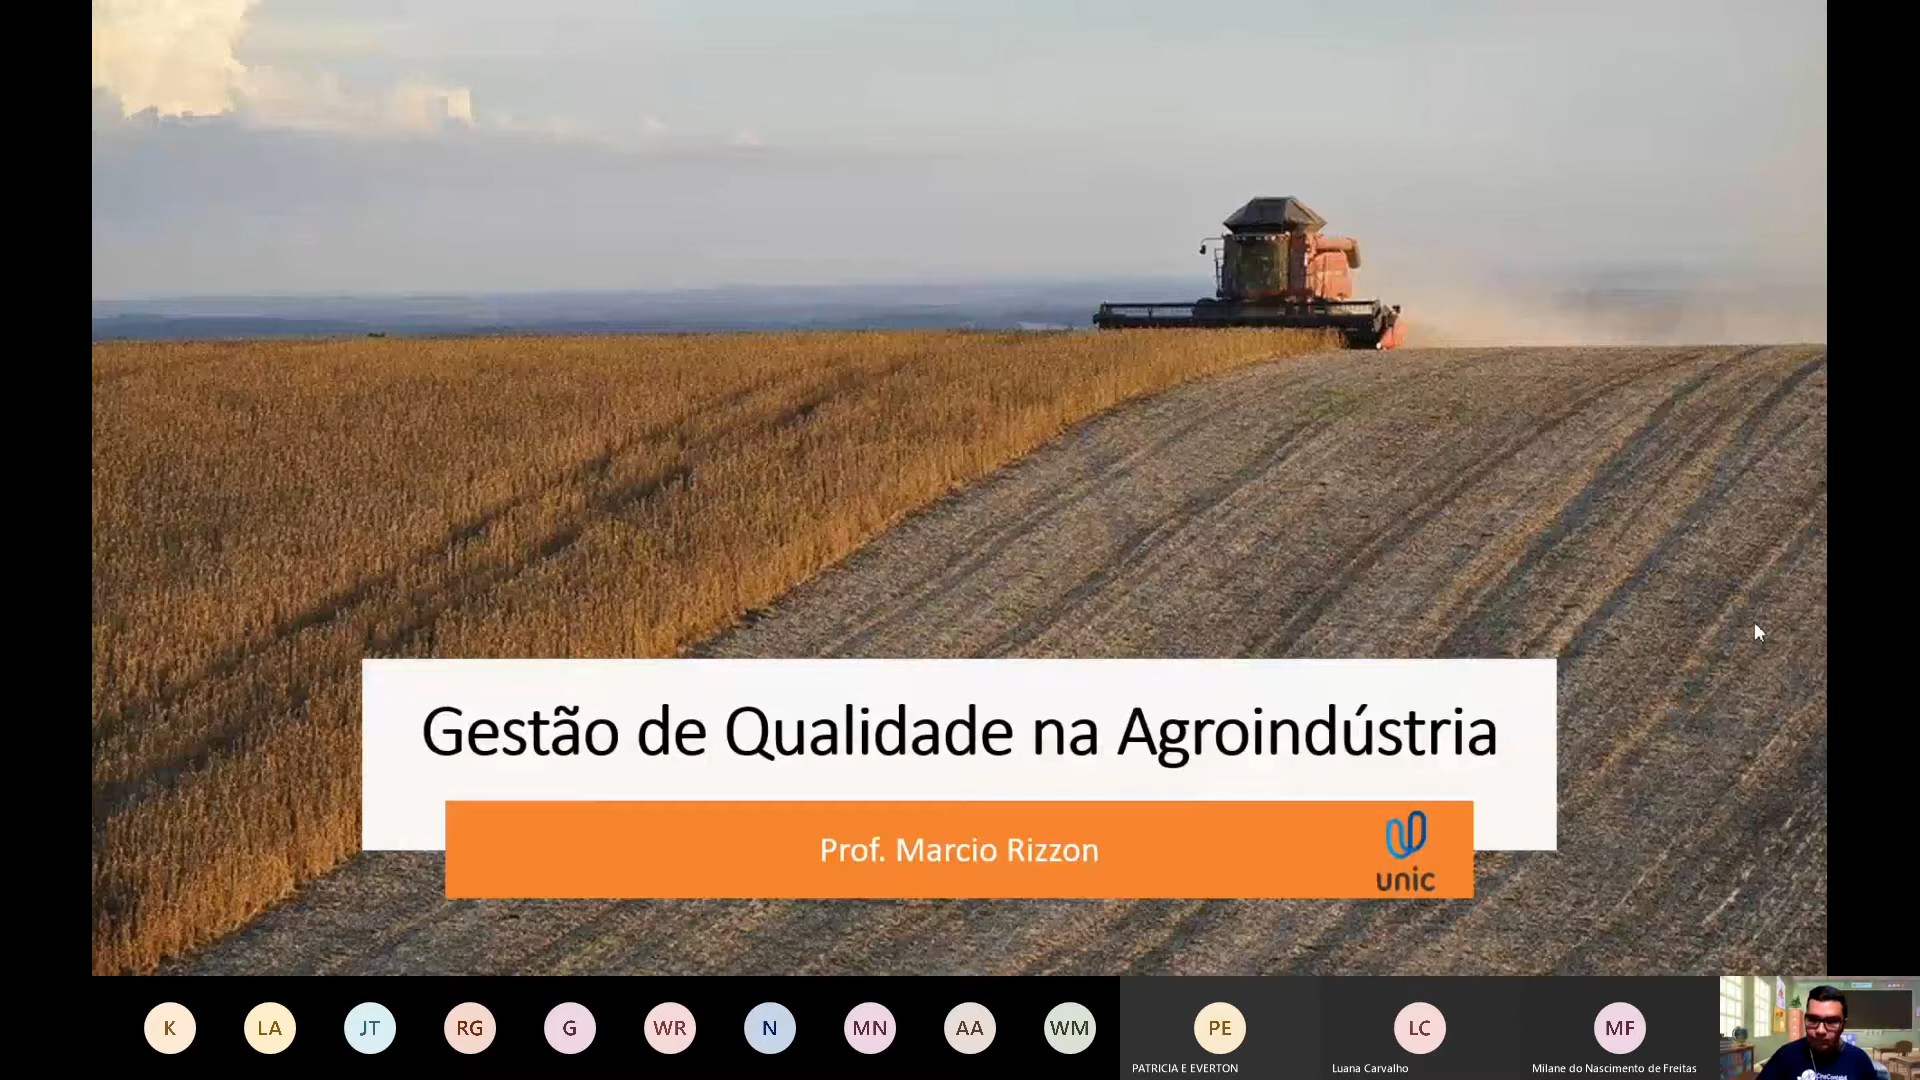 Gestão de Qualidade na Agroindústria
Prof. Marcio Rizzon
unic
K
LA
JT
RG
G
WR
N
MN
AA
WM
PE
LC
MF
PATRICIA E EVERTON
Luana Carvalho
Milane do Nascimento de Freitas